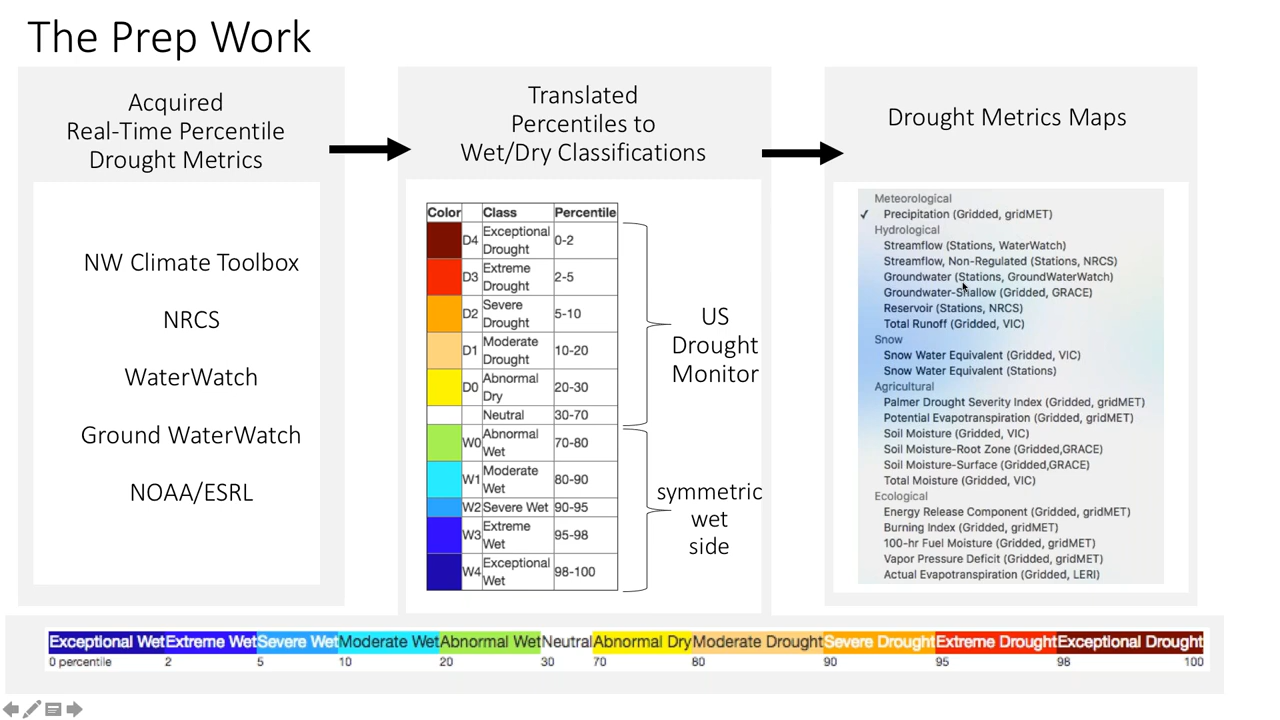 The Prep Work
Acquired
Real-Time Percentile
Drought Metrics
NW Climate Toolbox
NRCS
WaterWatch
Ground WaterWatch
NOAA/ESRL
Translated
Percentiles to
Wet/Dry Classifications
Color Class Percentile
D4 Exceptional Drought 0-2
D3 Extreme Drought 2-5
D2 Severe Drought 5-10
D1 Moderate Drought 10-20
D0 Abnormal Dry 20-30
Neutral 30-70
W0 Abnormal Wet 70-80
W1 Moderate Wet 80-90
W2 Severe Wet 90-95
W3 Extreme Wet 95-98
W4 Exceptional Wet 98-100
US
Drought
Monitor
symmetric
wet
side
Drought Metrics Maps
Meteorological
✓ Precipitation (Gridded, gridMET)
Hydrological
Streamflow (Stations, WaterWatch)
Streamflow, Non-Regulated (Stations, NRCS)
Groundwater (Stations, GroundWaterWatch)
Groundwater-Shallow (Gridded, GRACE)
Reservoir (Stations, NRCS)
Total Runoff (Gridded, VIC)
Snow
Snow Water Equivalent (Gridded, VIC)
Snow Water Equivalent (Stations)
Agricultural
Palmer Drought Severity Index (Gridded, gridMET)
Potential Evapotranspiration (Gridded, gridMET)
Soil Moisture (Gridded, VIC)
Soil Moisture-Root Zone (Gridded,GRACE)
Soil Moisture-Surface (Gridded,GRACE)
Total Moisture (Gridded, VIC)
Ecological
Energy Release Component (Gridded, gridMET)
Burning Index (Gridded, gridMET)
100-hr Fuel Moisture (Gridded, gridMET)
Vapor Pressure Deficit (Gridded, gridMET)
Actual Evapotranspiration (Gridded, LERI)
Exceptional Wet Extreme Wet Severe Wet Moderate Wet Abnormal Wet Neutral Abnormal Dry Moderate Drought Severe Drought Extreme Drought Exceptional Drought
0 percentile 2 5 10 20 30 70 80 90 95 98 100